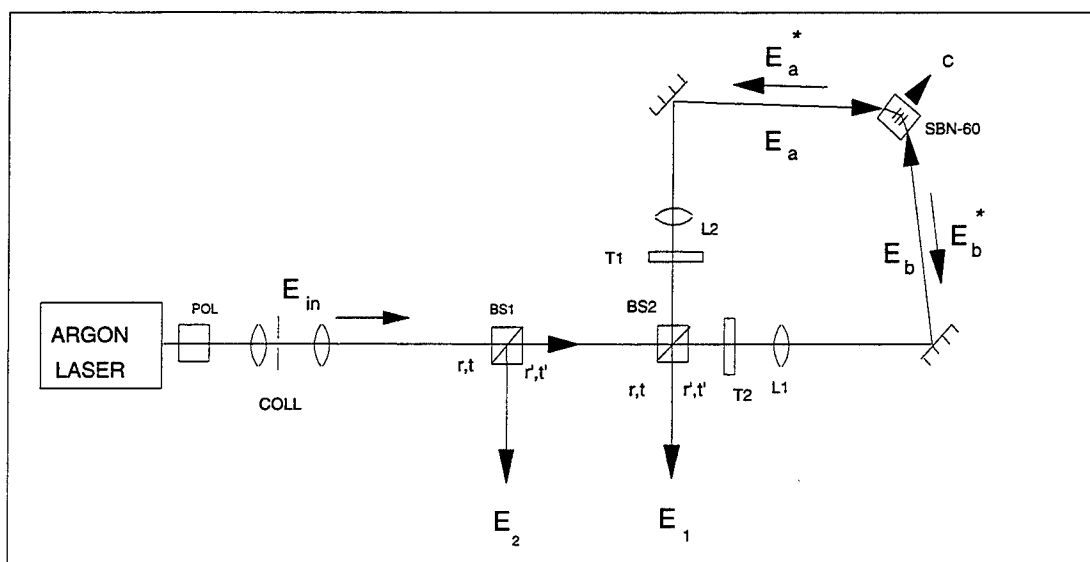 E_a^*
C
SBN-60
E_a
L2
T1
E_b^*
E_b
E_in
POL
BS1
BS2
ARGON
LASER
r,t
r',t'
r,t
r',t'
T2
L1
COLL
E_2
E_1